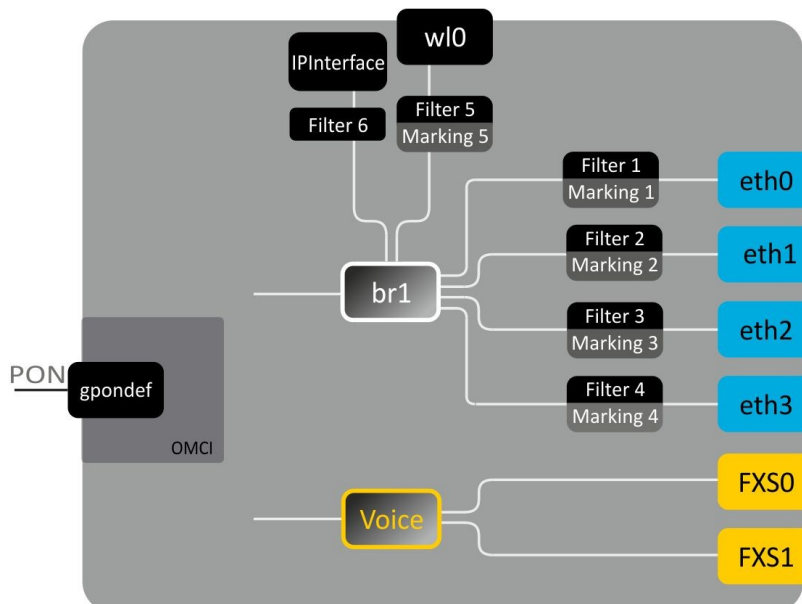 wl0
IPInterface
Filter 5
Marking 5
Filter 6
Filter 1
Marking 1
eth0
Filter 2
Marking 2
eth1
br1
Filter 3
Marking 3
eth2
PON
gpondef
OMCI
Filter 4
Marking 4
eth3
Voice
FXS0
FXS1